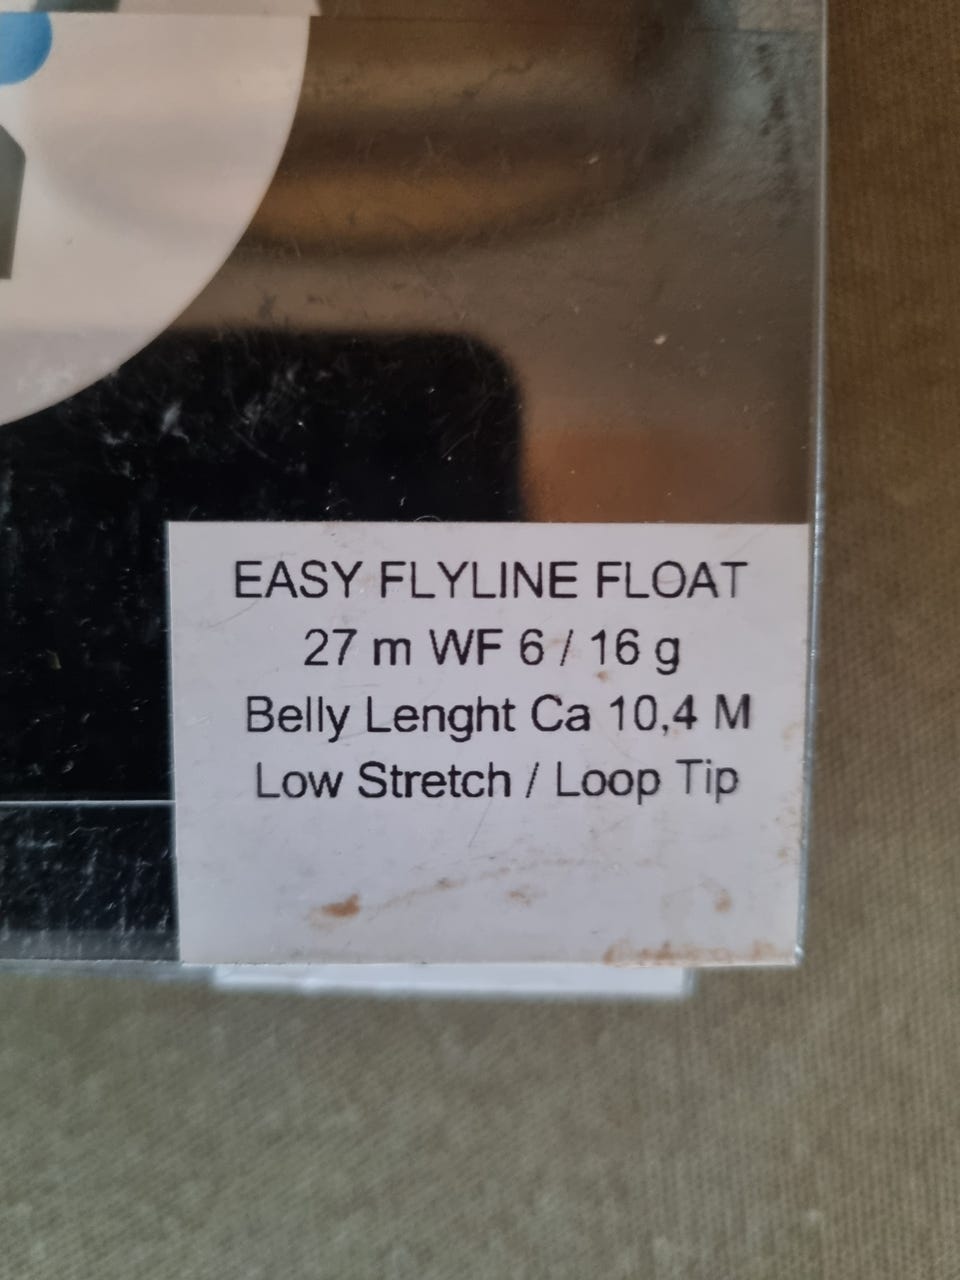 EASY FLYLINE FLOAT
27 m WF 6 / 16 g
Belly Lenght Ca 10,4 M
Low Stretch / Loop Tip